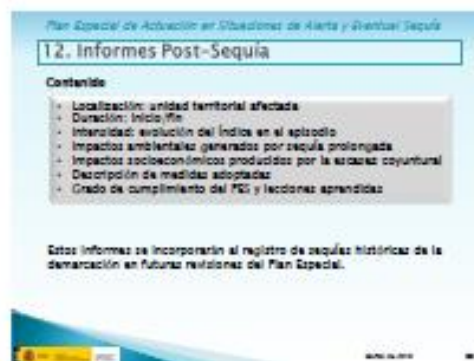 Plan Especial de Actuación en Situaciones de Alerta y Eventual Sequía
12. Informes Post-Sequía
Contenido
• Localización: unidad territorial afectada
• Duración: inicio/fin
• Intensidad: evolución del índice en el episodio
• Impactos ambientales generados por sequía prolongada
• Impactos socioeconómicos producidos por la escasez coyuntural
• Descripción de medidas adoptadas
• Grado de cumplimiento del PES y lecciones aprendidas
Estos informes se incorporarán al registro de sequías históricas de la
demarcación en futuras revisiones del Plan Especial.